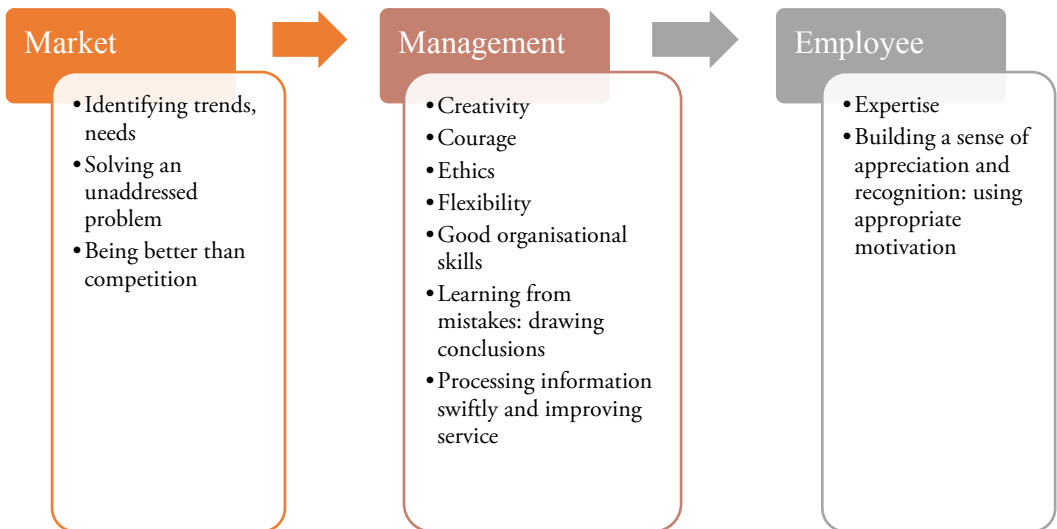 Market
• Identifying trends,
needs
• Solving an
unaddressed
problem
• Being better than
competition
Management
• Creativity
• Courage
• Ethics
• Flexibility
• Good organisational
skills
• Learning from
mistakes: drawing
conclusions
• Processing information
swiftly and improving
service
Employee
• Expertise
• Building a sense of
appreciation and
recognition: using
appropriate
motivation